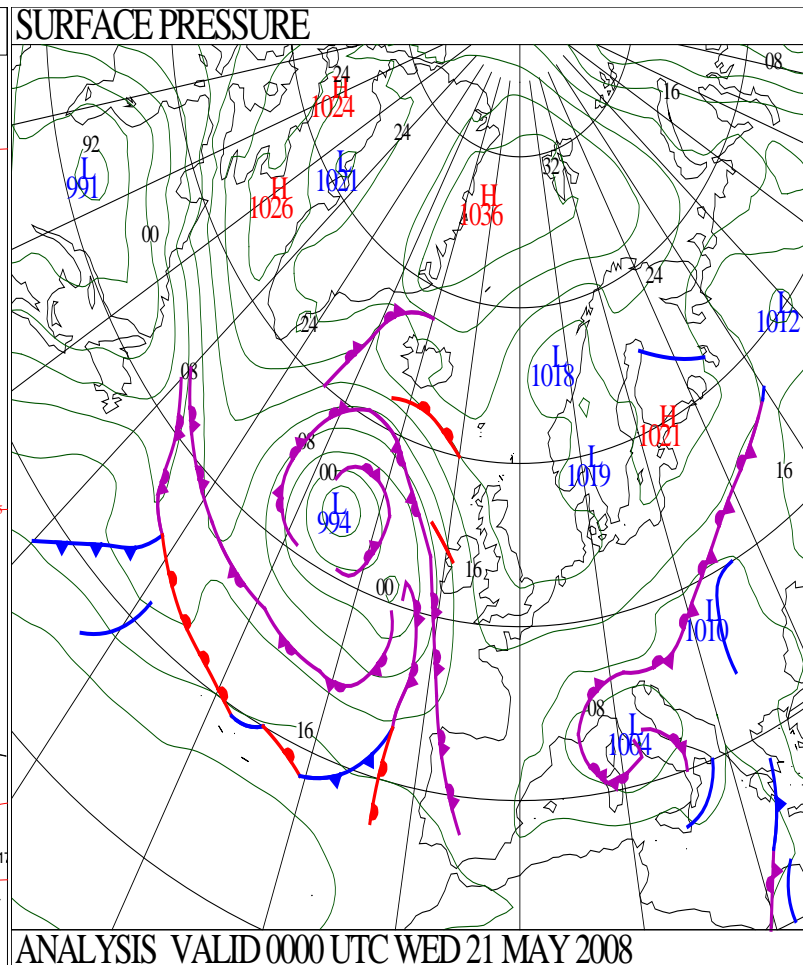 SURFACE PRESSURE
08
24
H
1024
16
24
92
L
991
L
1021
32
H
1026
H
1036
00
24
L
1012
24
L
1018
08
H
1021
08
L
1019
16
00
L
994
16
00
L
1010
08
16
L
1004
ANALYSIS VALID 0000 UTC WED 21 MAY 2008